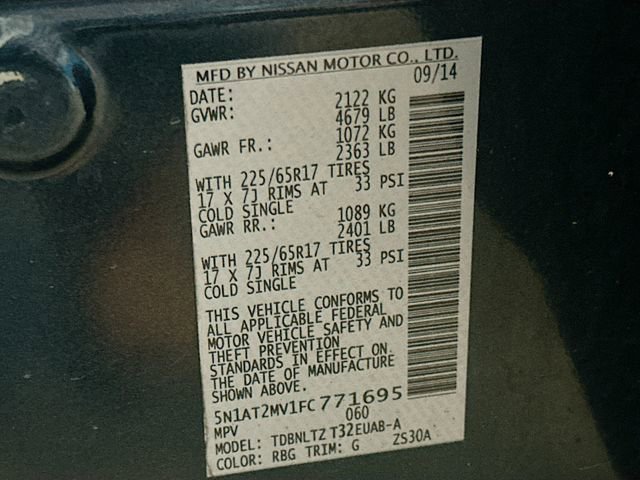 MFD BY NISSAN MOTOR CO., LTD.
DATE: 09/14
GVWR: 2122 KG
4679 LB
GAWR FR.: 1072 KG
2363 LB
WITH 225/65R17 TIRES
17 X 7J RIMS AT 33 PSI
COLD SINGLE
GAWR RR.: 1089 KG
2401 LB
WITH 225/65R17 TIRES
17 X 7J RIMS AT 33 PSI
COLD SINGLE
THIS VEHICLE CONFORMS TO
ALL APPLICABLE FEDERAL
MOTOR VEHICLE SAFETY AND
THEFT PREVENTION
STANDARDS IN EFFECT ON
THE DATE OF MANUFACTURE
SHOWN ABOVE.
5N1AT2MV1FC771695
MPV 060
MODEL: TDBNLTZ T32EUAB-A
COLOR: RBG TRIM: G ZS30A